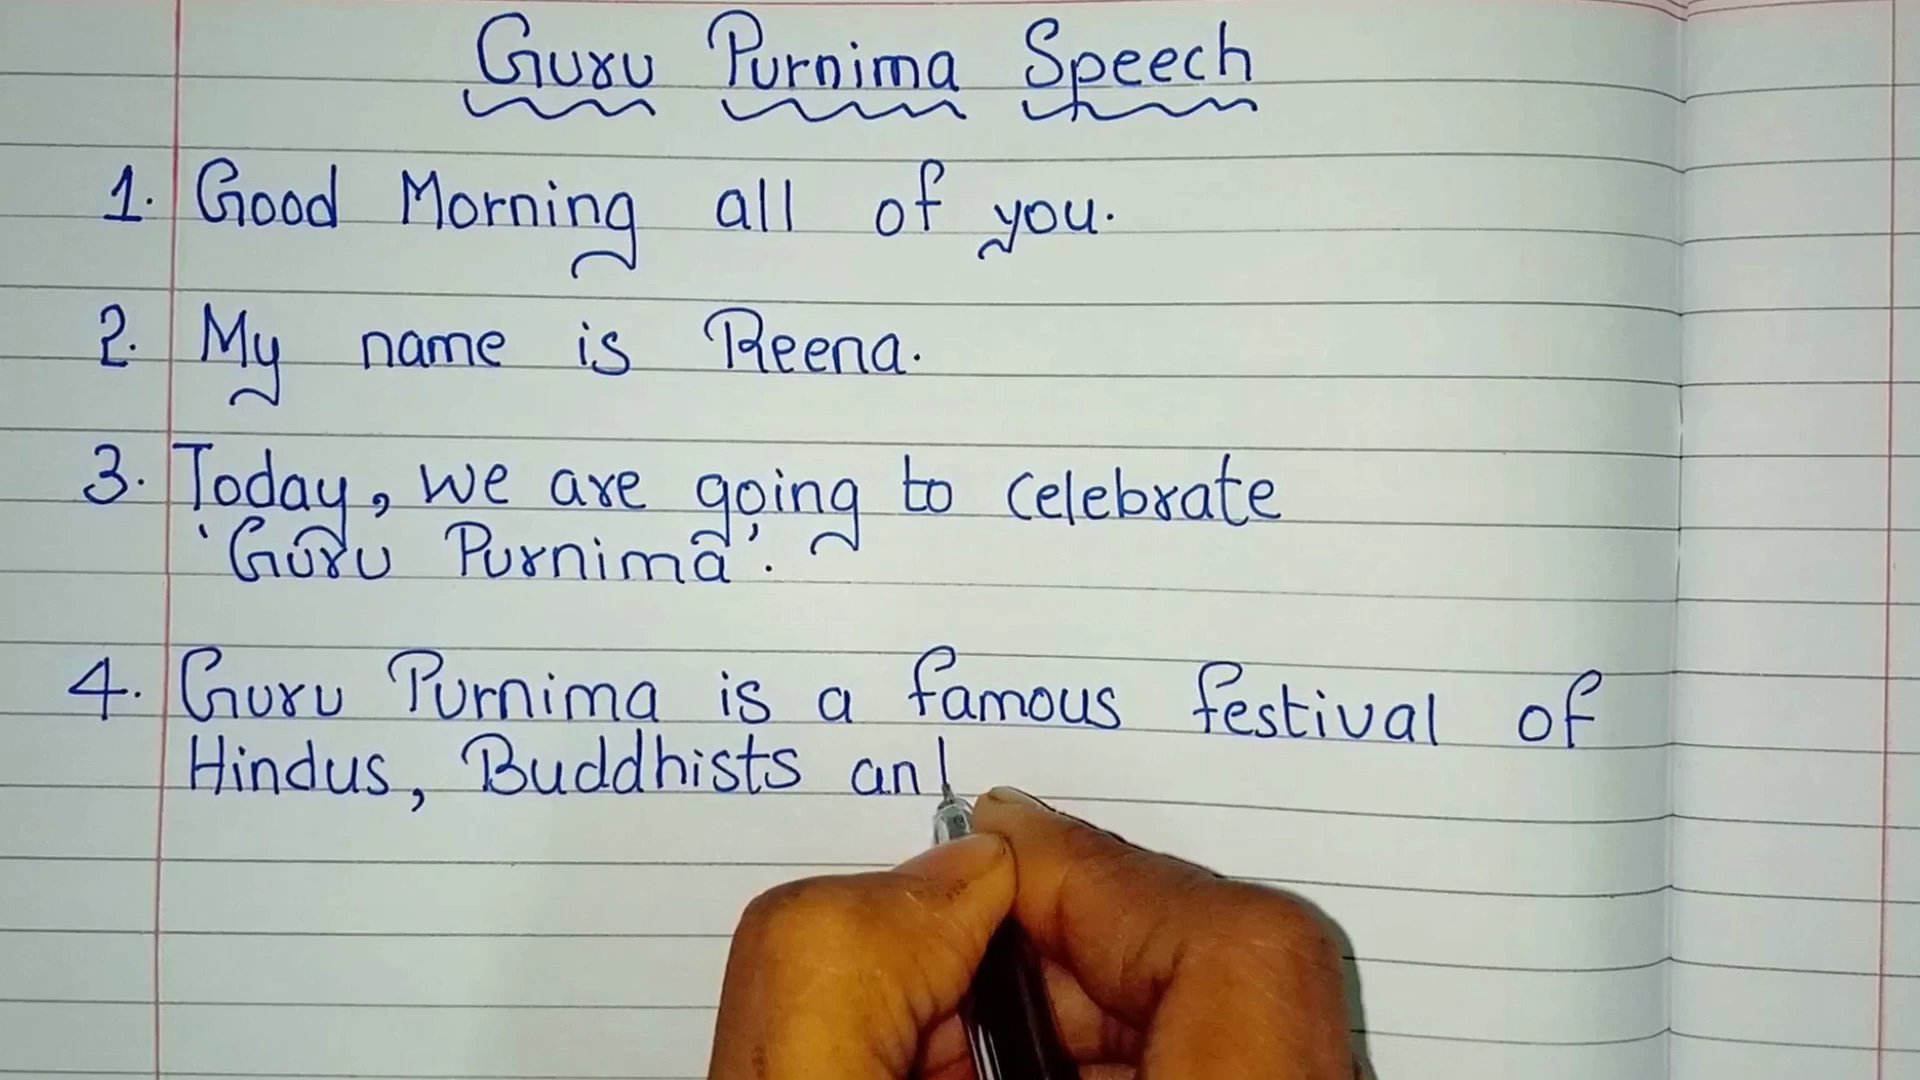 Guru Purnima Speech
1. Good Morning all of you.
2. My name is Reena.
3. Today, we are going to celebrate
'Guru Purnima'.
4. Guru Purnima is a famous festival of
Hindus, Buddhists an